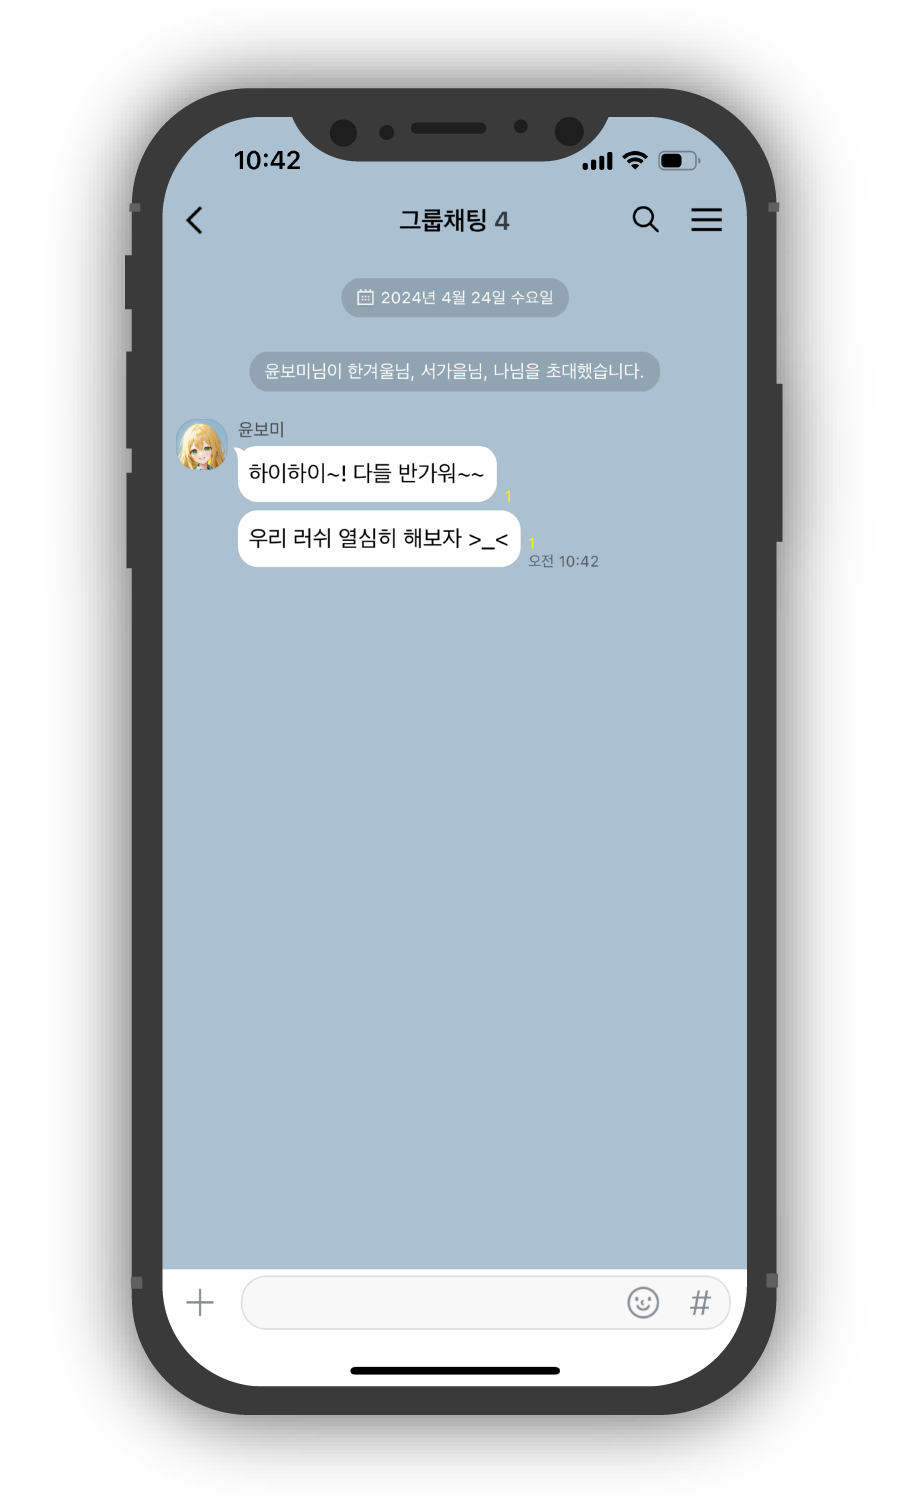 10:42
그룹채팅 4
2024년 4월 24일 수요일
윤보미님이 한겨울님, 서가을님, 나님을 초대했습니다.
윤보미
하이하이~! 다들 반가워~~
1
우리 러쉬 열심히 해보자 >_<
1
오전 10:42
#